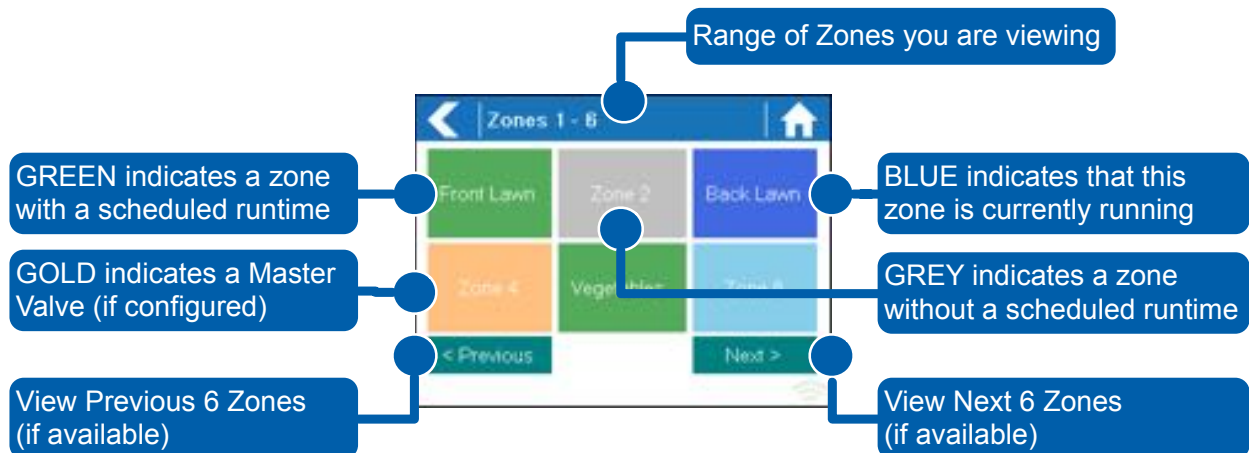 Range of Zones you are viewing
Zones 1 - 6
GREEN indicates a zone
with a scheduled runtime
Front Lawn
Zone 2
Back Lawn
BLUE indicates that this
zone is currently running
GOLD indicates a Master
Valve (if configured)
Zone 4
Vegetables
Zone 6
GREY indicates a zone
without a scheduled runtime
< Previous
Next >
View Previous 6 Zones
(if available)
View Next 6 Zones
(if available)